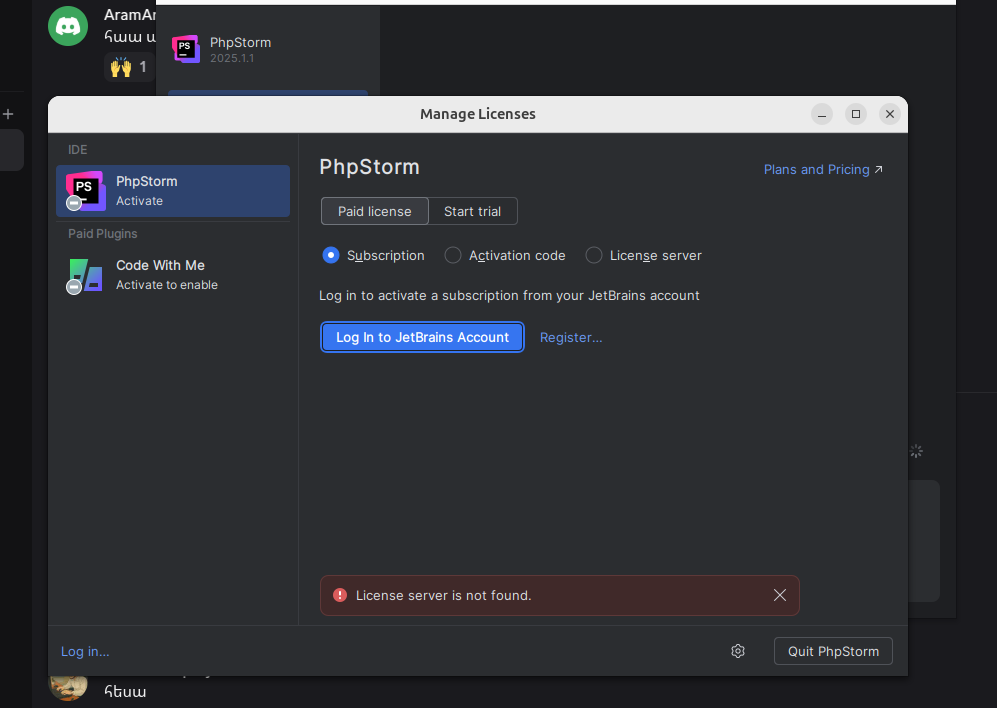 AramAr
հաա ա
1
PS
PhpStorm
2025.1.1
Manage Licenses
IDE
PS
PhpStorm
Activate
Paid Plugins
Code With Me
Activate to enable
PhpStorm
Plans and Pricing ↗
Paid license
Start trial
Subscription
Activation code
License server
Log in to activate a subscription from your JetBrains account
Log In to JetBrains Account
Register...
License server is not found.
Log in...
Quit PhpStorm
հեսա